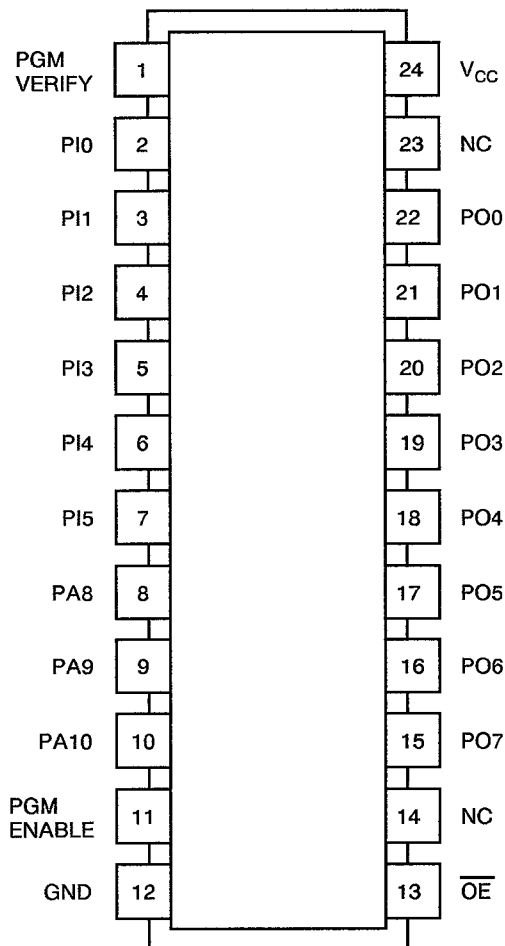 PGM
VERIFY 1 24 VCC
PI0 2 23 NC
PI1 3 22 PO0
PI2 4 21 PO1
PI3 5 20 PO2
PI4 6 19 PO3
PI5 7 18 PO4
PA8 8 17 PO5
PA9 9 16 PO6
PA10 10 15 PO7
PGM
ENABLE 11 14 NC
GND 12 13 O̅E̅